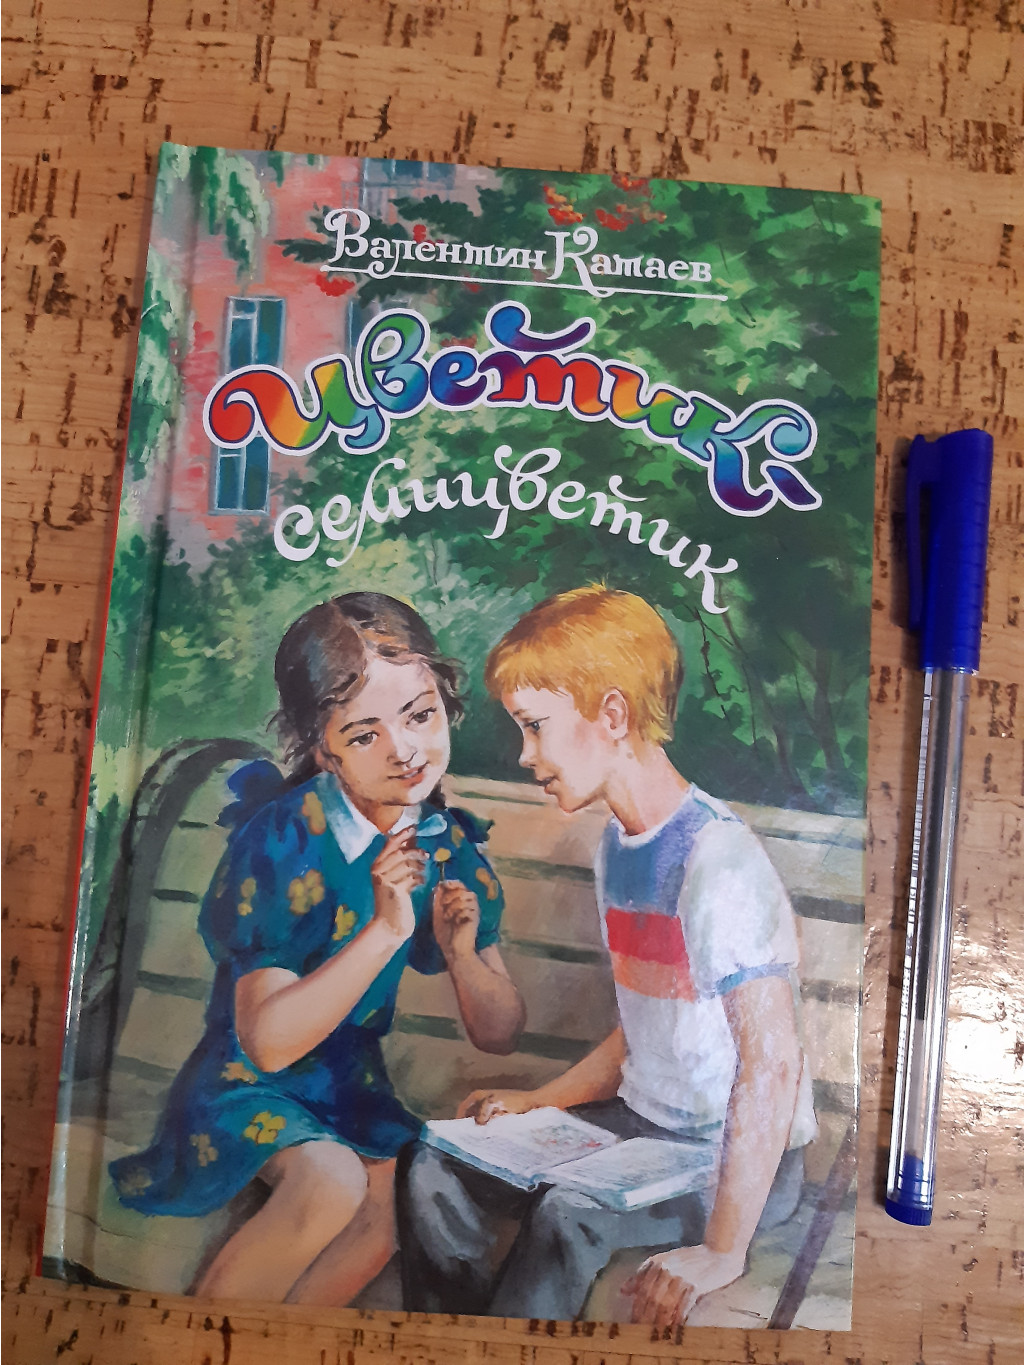 Валентин Катаев
Цветик
семицветик